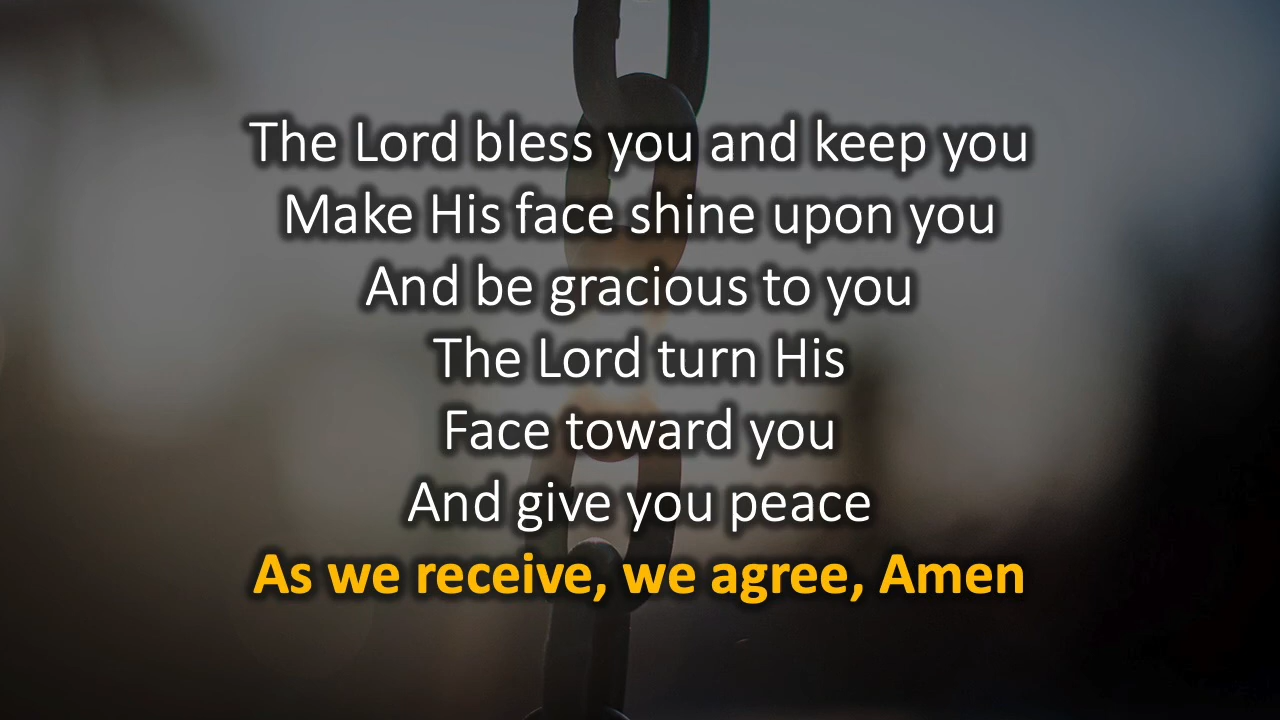 The Lord bless you and keep you
Make His face shine upon you
And be gracious to you
The Lord turn His
Face toward you
And give you peace
As we receive, we agree, Amen